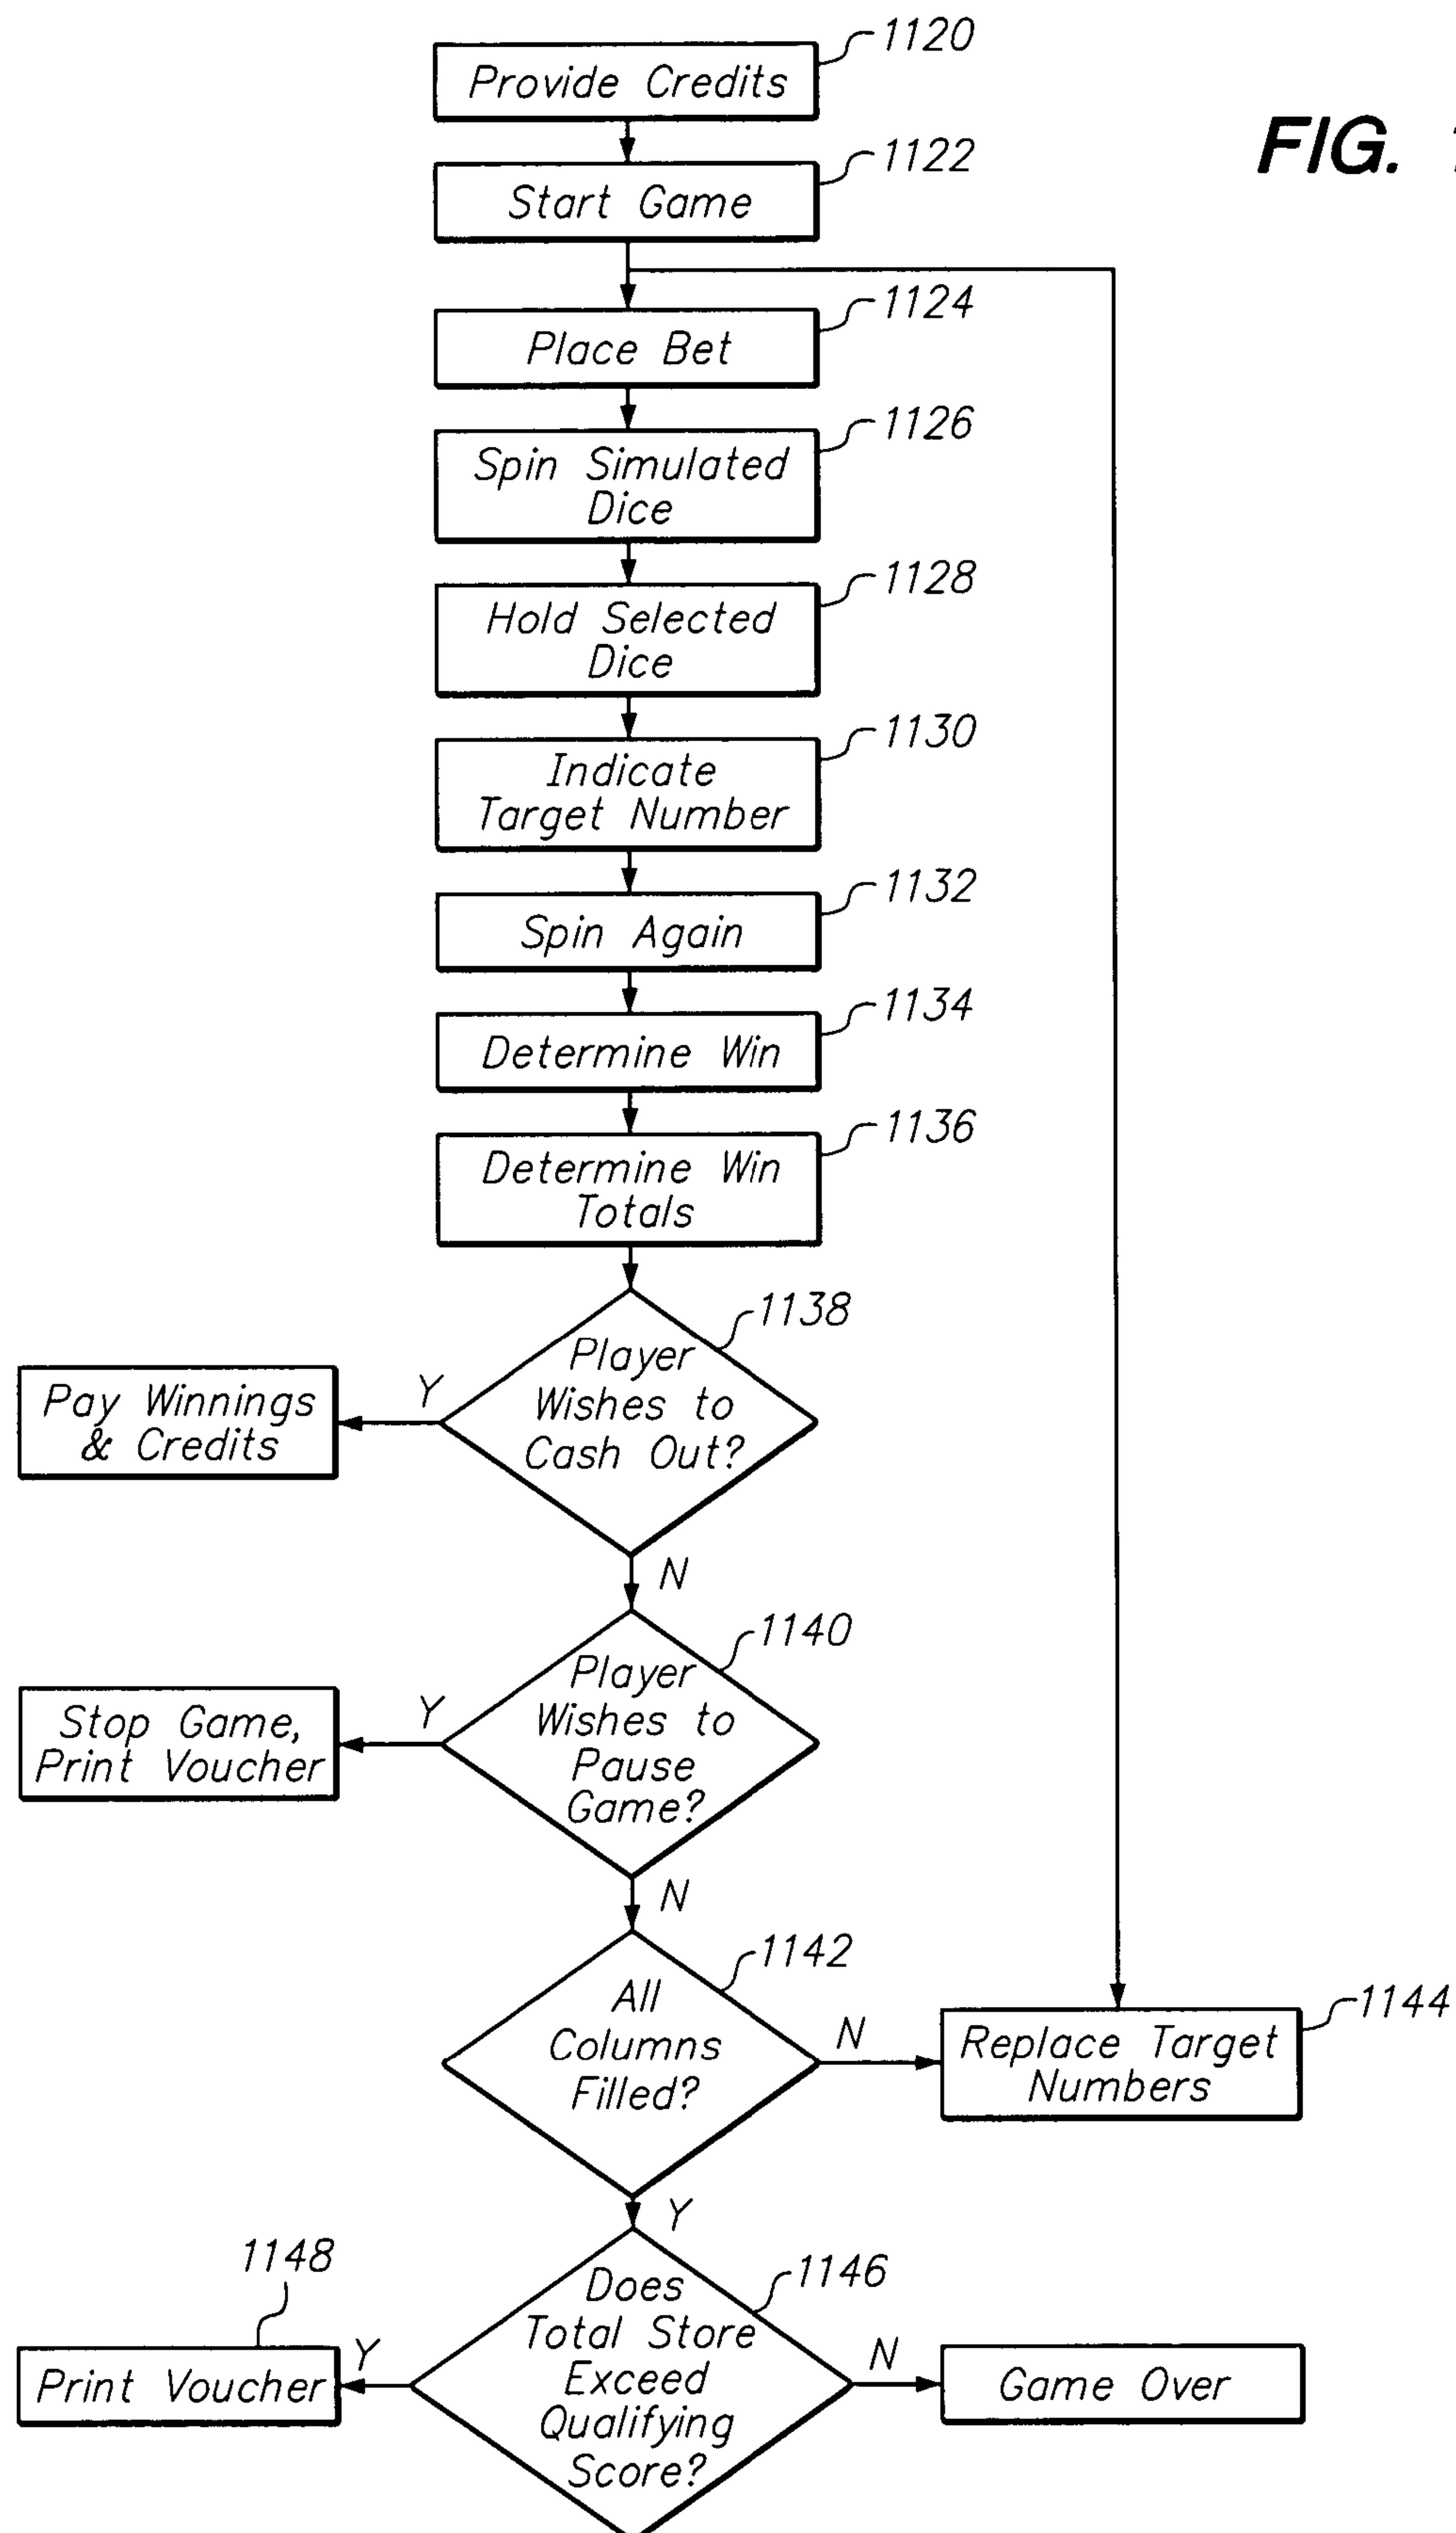 1120
Provide Credits
FIG. 1
1122
Start Game
1124
Place Bet
1126
Spin Simulated
Dice
1128
Hold Selected
Dice
1130
Indicate
Target Number
1132
Spin Again
1134
Determine Win
1136
Determine Win
Totals
1138
Player
Wishes to
Cash Out?
Y
Pay Winnings
& Credits
N
1140
Player
Wishes to
Pause
Game?
Y
Stop Game,
Print Voucher
N
1142
All
Columns
Filled?
N
1144
Replace Target
Numbers
Y
1146
Does
Total Store
Exceed
Qualifying
Score?
Y
1148
Print Voucher
N
Game Over